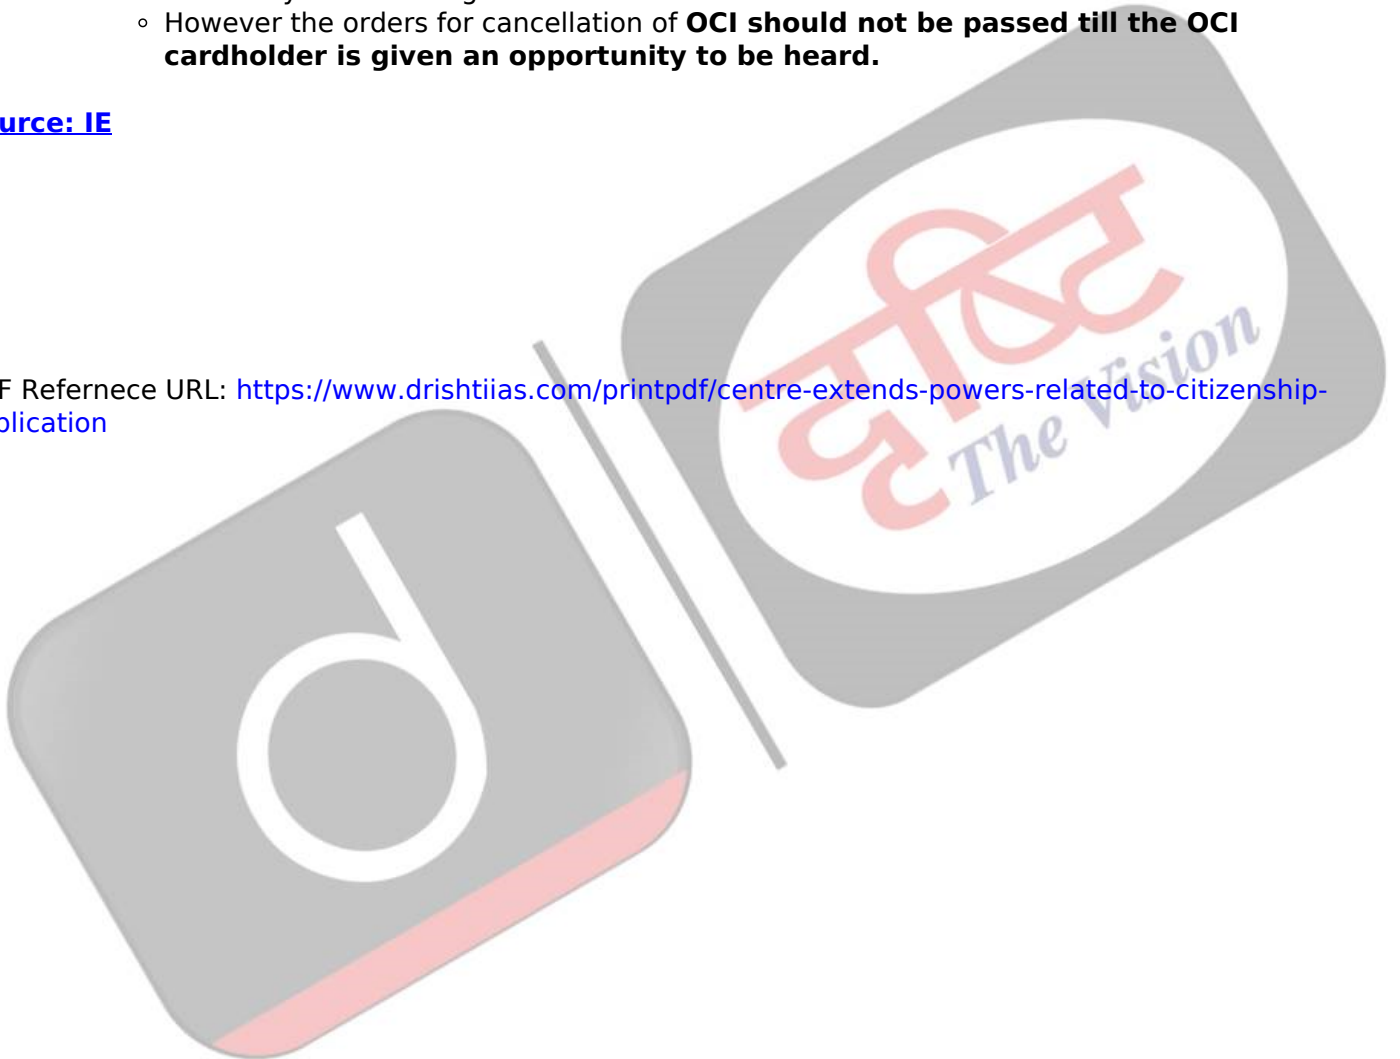 However the orders for cancellation of OCI should not be passed till the OCI
cardholder is given an opportunity to be heard.
urce: IE
F Refernece URL: https://www.drishtiias.com/printpdf/centre-extends-powers-related-to-citizenship-
plication
दृष्टि
The Vision